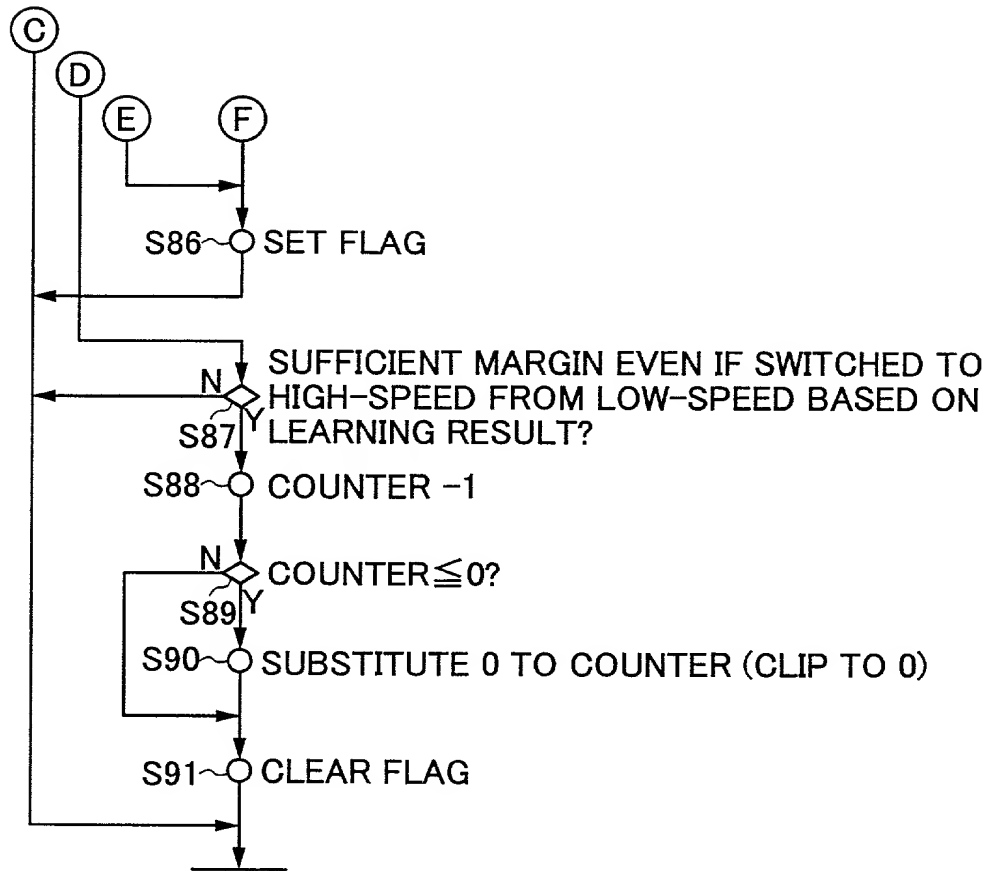 C
D
E F
S86 SET FLAG
SUFFICIENT MARGIN EVEN IF SWITCHED TO
N HIGH-SPEED FROM LOW-SPEED BASED ON
S87 Y LEARNING RESULT?
S88 COUNTER -1
N COUNTER≦0?
S89 Y
S90 SUBSTITUTE 0 TO COUNTER (CLIP TO 0)
S91 CLEAR FLAG